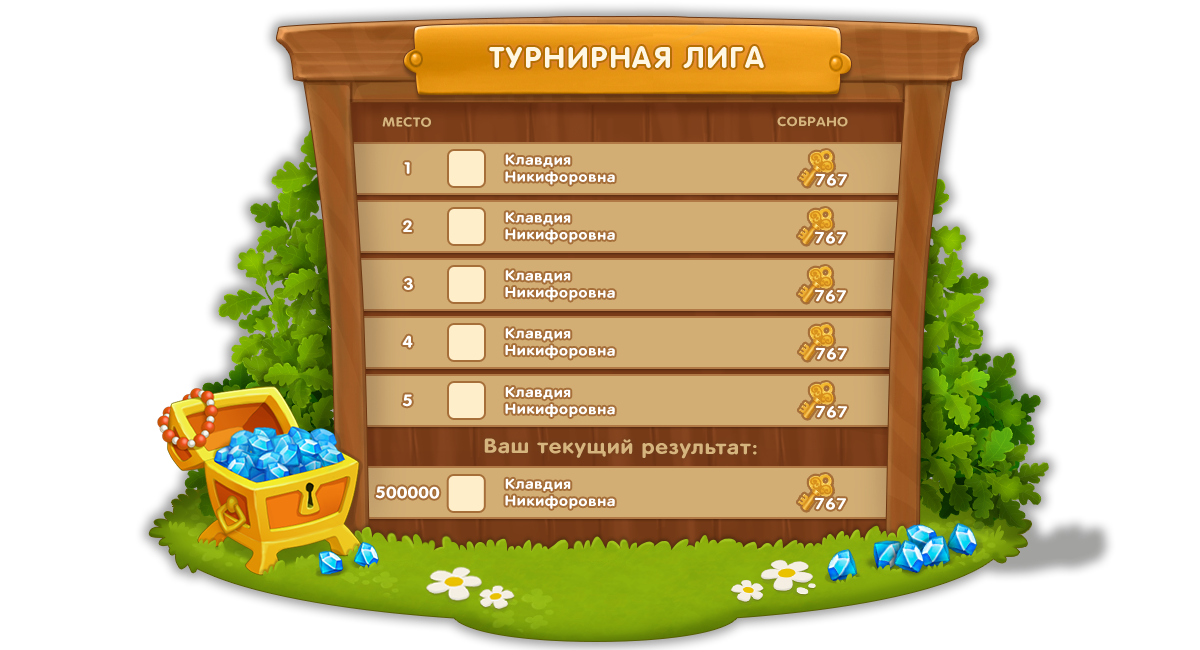 ТУРНИРНАЯ ЛИГА
МЕСТО СОБРАНО
1 Клавдия
Никифоровна 767
2 Клавдия
Никифоровна 767
3 Клавдия
Никифоровна 767
4 Клавдия
Никифоровна 767
5 Клавдия
Никифоровна 767
Ваш текущий результат:
500000 Клавдия
Никифоровна 767